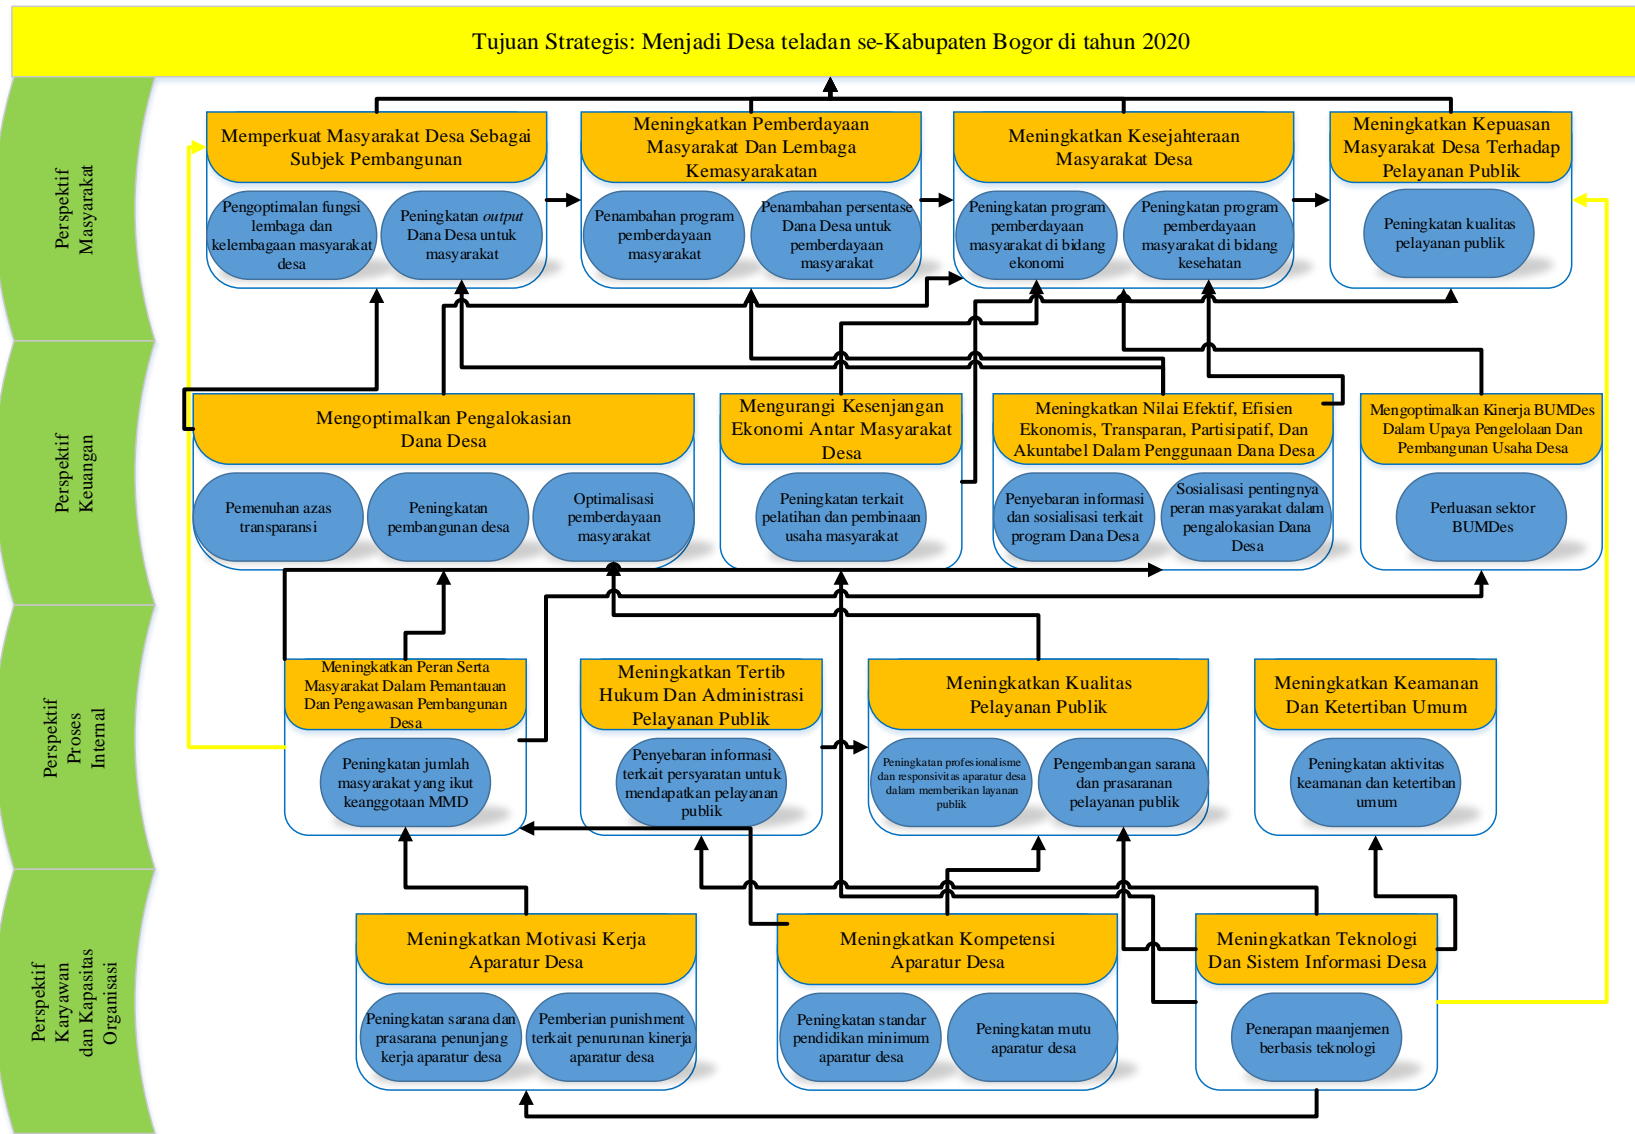 Tujuan Strategis: Menjadi Desa teladan se-Kabupaten Bogor di tahun 2020
Perspektif
Masyarakat
Memperkuat Masyarakat Desa Sebagai
Subjek Pembangunan
Pengoptimalan fungsi
lembaga dan
kelembagaan masyarakat
desa
Peningkatan output
Dana Desa untuk
masyarakat
Meningkatkan Pemberdayaan
Masyarakat Dan Lembaga
Kemasyarakatan
Penambahan program
pemberdayaan
masyarakat
Penambahan persentase
Dana Desa untuk
pemberdayaan
masyarakat
Meningkatkan Kesejahteraan
Masyarakat Desa
Peningkatan program
pemberdayaan
masyarakat di bidang
ekonomi
Peningkatan program
pemberdayaan
masyarakat di bidang
kesehatan
Meningkatkan Kepuasan
Masyarakat Desa Terhadap
Pelayanan Publik
Peningkatan kualitas
pelayanan publik
Perspektif
Keuangan
Mengoptimalkan Pengalokasian
Dana Desa
Pemenuhan azas
transparansi
Peningkatan
pembangunan desa
Optimalisasi
pemberdayaan
masyarakat
Mengurangi Kesenjangan
Ekonomi Antar Masyarakat
Desa
Peningkatan terkait
pelatihan dan pembinaan
usaha masyarakat
Meningkatkan Nilai Efektif, Efisien
Ekonomis, Transparan, Partisipatif, Dan
Akuntabel Dalam Penggunaan Dana Desa
Penyebaran informasi
dan sosialisasi terkait
program Dana Desa
Sosialisasi pentingnya
peran masyarakat dalam
pengalokasian Dana
Desa
Mengoptimalkan Kinerja BUMDes
Dalam Upaya Pengelolaan Dan
Pembangunan Usaha Desa
Perluasan sektor
BUMDes
Perspektif
Proses
Internal
Meningkatkan Peran Serta
Masyarakat Dalam Pemantauan
Dan Pengawasan Pembangunan
Desa
Peningkatan jumlah
masyarakat yang ikut
keanggotaan MMD
Meningkatkan Tertib
Hukum Dan Administrasi
Pelayanan Publik
Penyebaran informasi
terkait persyaratan untuk
mendapatkan pelayanan
publik
Meningkatkan Kualitas
Pelayanan Publik
Peningkatan profesionalisme
dan responsivitas aparatur desa
dalam memberikan layanan
publik
Pengembangan sarana
dan prasaranan
pelayanan publik
Meningkatkan Keamanan
Dan Ketertiban Umum
Peningkatan aktivitas
keamanan dan ketertiban
umum
Perspektif
Karyawan
dan Kapasitas
Organisasi
Meningkatkan Motivasi Kerja
Aparatur Desa
Peningkatan sarana dan
prasarana penunjang
kerja aparatur desa
Pemberian punishment
terkait penurunan kinerja
aparatur desa
Meningkatkan Kompetensi
Aparatur Desa
Peningkatan standar
pendidikan minimum
aparatur desa
Peningkatan mutu
aparatur desa
Meningkatkan Teknologi
Dan Sistem Informasi Desa
Penerapan maanjemen
berbasis teknologi